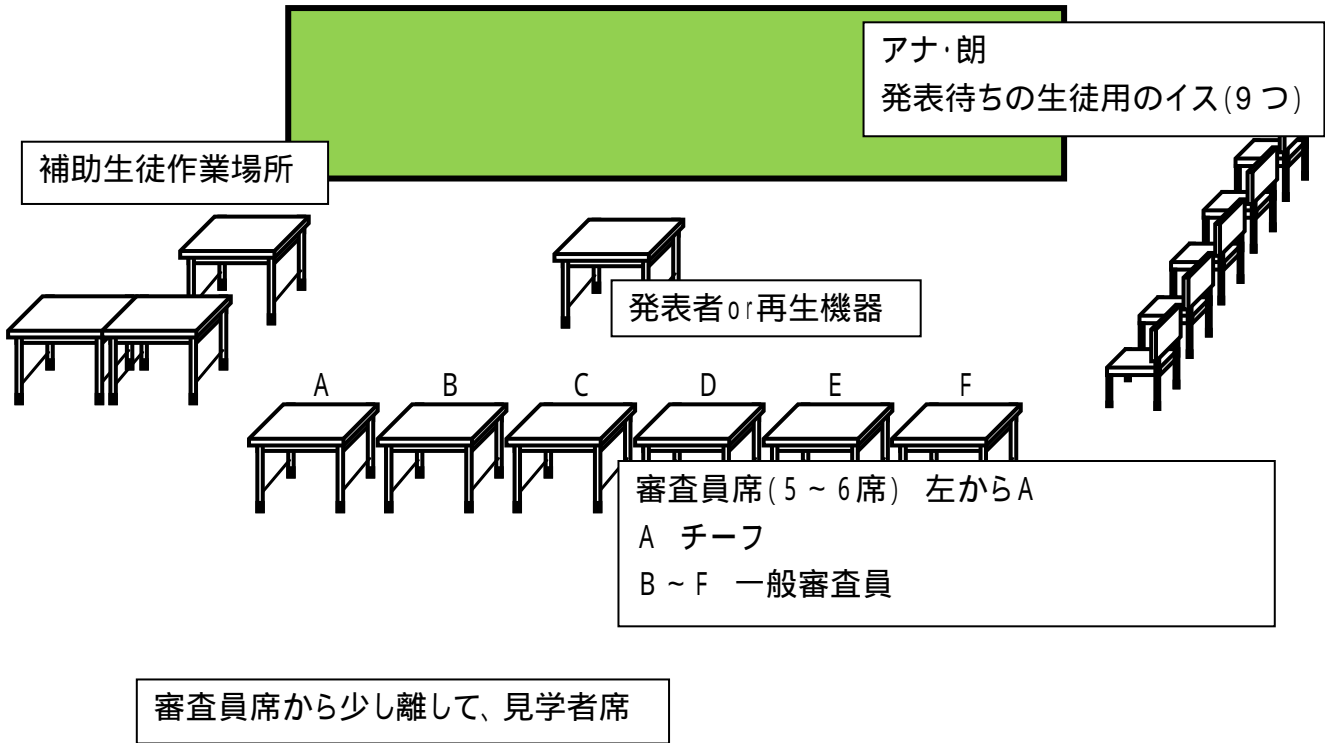 アナ・朗
発表待ちの生徒用のイス(9つ)
補助生徒作業場所
発表者or再生機器
A B C D E F
審査員席(5～6席) 左からA
A チーフ
B～F 一般審査員
審査員席から少し離して、見学者席